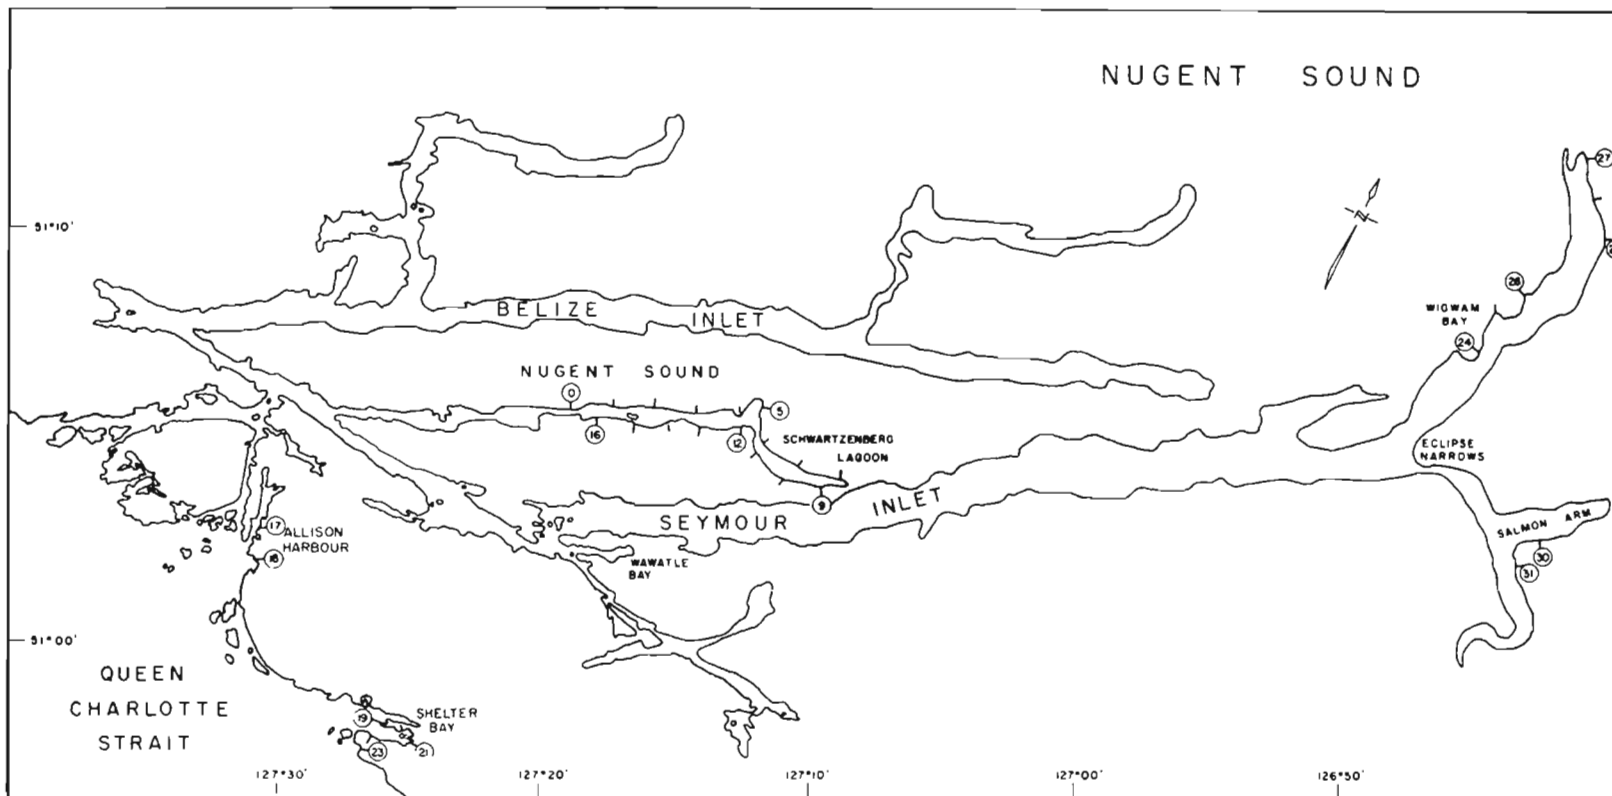 NUGENT SOUND
27
51°10'
N
2
28
BELIZE INLET
WIGWAM
BAY
24
NUGENT SOUND
0
5
16
12
SCHWARTZENBERG
LAGOON
ECLIPSE
NARROWS
9
SEYMOUR INLET
17
ALLISON
HARBOUR
18
SALMON ARM
30
31
WAWATLE
BAY
51°00'
QUEEN
CHARLOTTE
STRAIT
SHELTER
BAY
19
23
21
127°30'
127°20'
127°10'
127°00'
126°50'